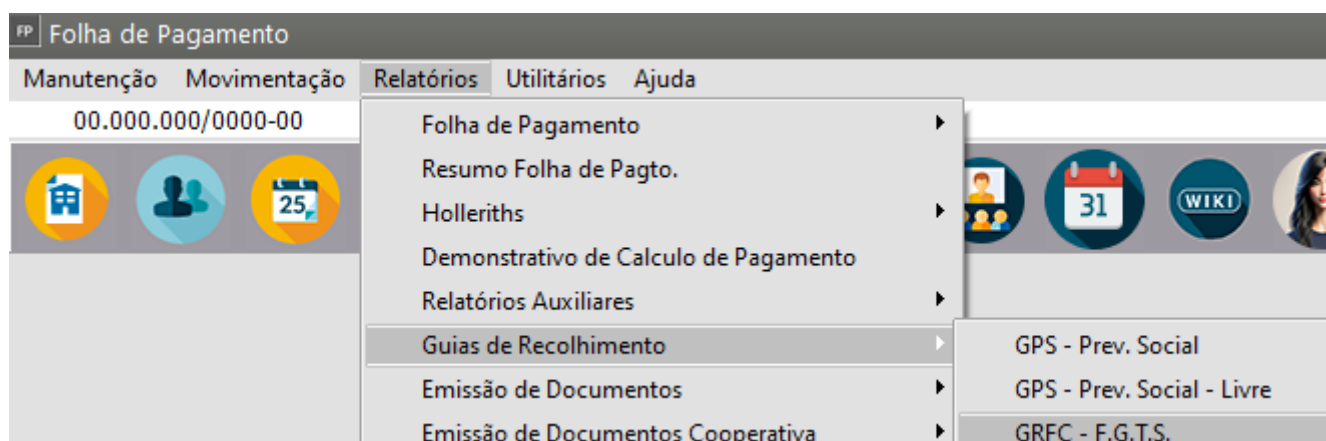 FP Folha de Pagamento
Manutenção Movimentação Relatórios Utilitários Ajuda
00.000.000/0000-00
25
31
WIKI
Folha de Pagamento
Resumo Folha de Pagto.
Holleriths
Demonstrativo de Calculo de Pagamento
Relatórios Auxiliares
Guias de Recolhimento
Emissão de Documentos
Emissão de Documentos Cooperativa
GPS - Prev. Social
GPS - Prev. Social - Livre
GRFC - F.G.T.S.